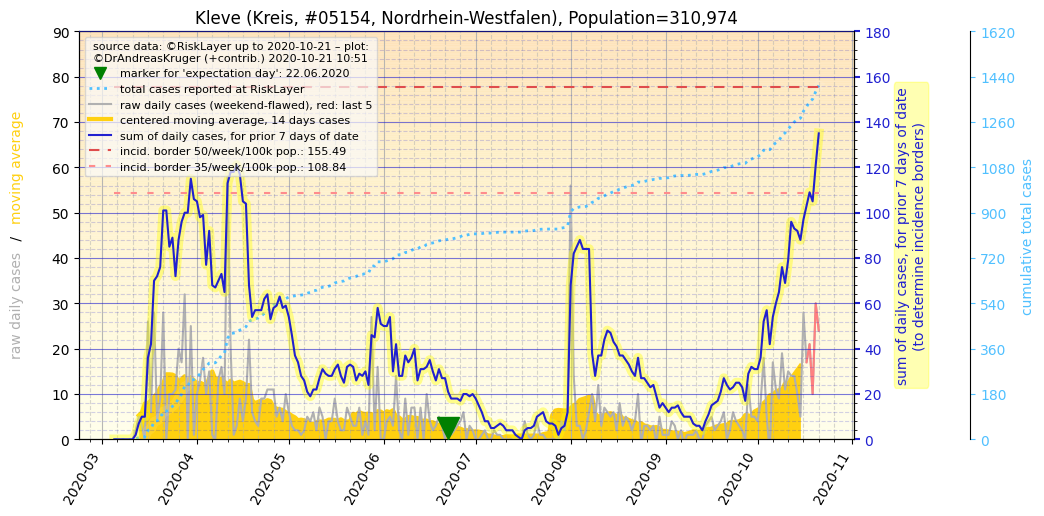 Kleve (Kreis, #05154, Nordrhein-Westfalen), Population=310,974
source data: ©RiskLayer up to 2020-10-21 – plot:
©DrAndreasKruger (+contrib.) 2020-10-21 10:51
marker for 'expectation day': 22.06.2020
total cases reported at RiskLayer
raw daily cases (weekend-flawed), red: last 5
centered moving average, 14 days cases
sum of daily cases, for prior 7 days of date
incid. border 50/week/100k pop.: 155.49
incid. border 35/week/100k pop.: 108.84
raw daily cases / moving average
90
80
70
60
50
40
30
20
10
0
2020-03
2020-04
2020-05
2020-06
2020-07
2020-08
2020-09
2020-10
2020-11
180
160
140
120
100
80
60
40
20
0
sum of daily cases, for prior 7 days of date
(to determine incidence borders)
1620
1440
1260
1080
900
720
540
360
180
0
cumulative total cases